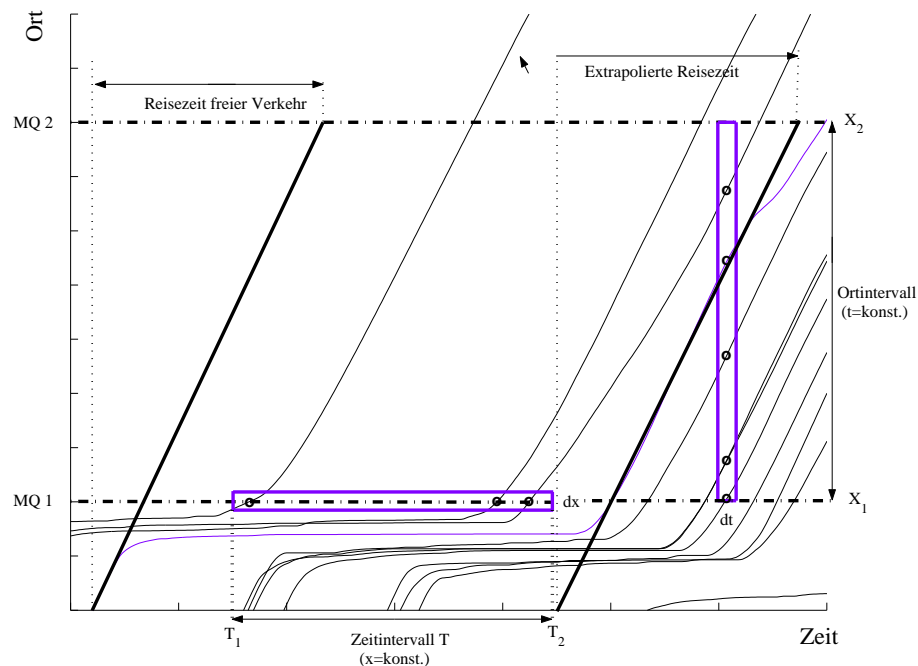 Ort
Extrapolierte Reisezeit
Reisezeit freier Verkehr
MQ 2
X2
Ortintervall
(t=konst.)
MQ 1
dx
X1
dt
T1
Zeitintervall T
(x=konst.)
T2
Zeit